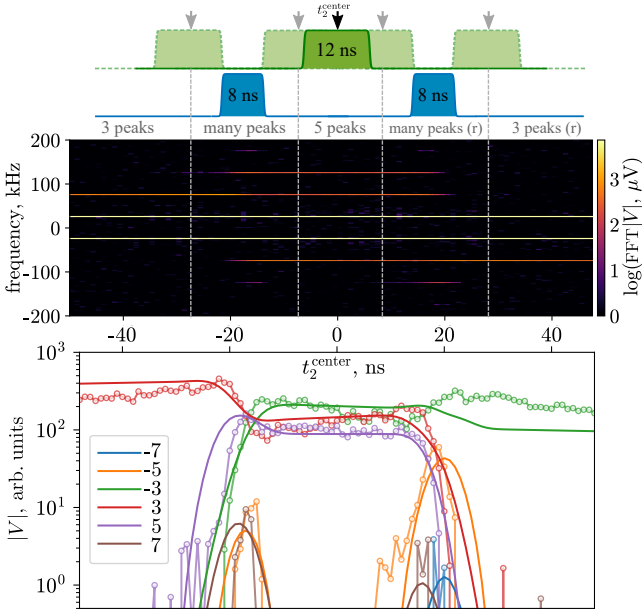 t₂^center
12 ns
8 ns 8 ns
3 peaks many peaks 5 peaks many peaks (r) 3 peaks (r)
200
100
0
-100
-200
frequency, kHz
3
2
1
0
log(FFT|V|, μV)
-40 -20 0 20 40
t₂^center, ns
10³
10²
10¹
10⁰
|V|, arb. units
-7
-5
-3
3
5
7